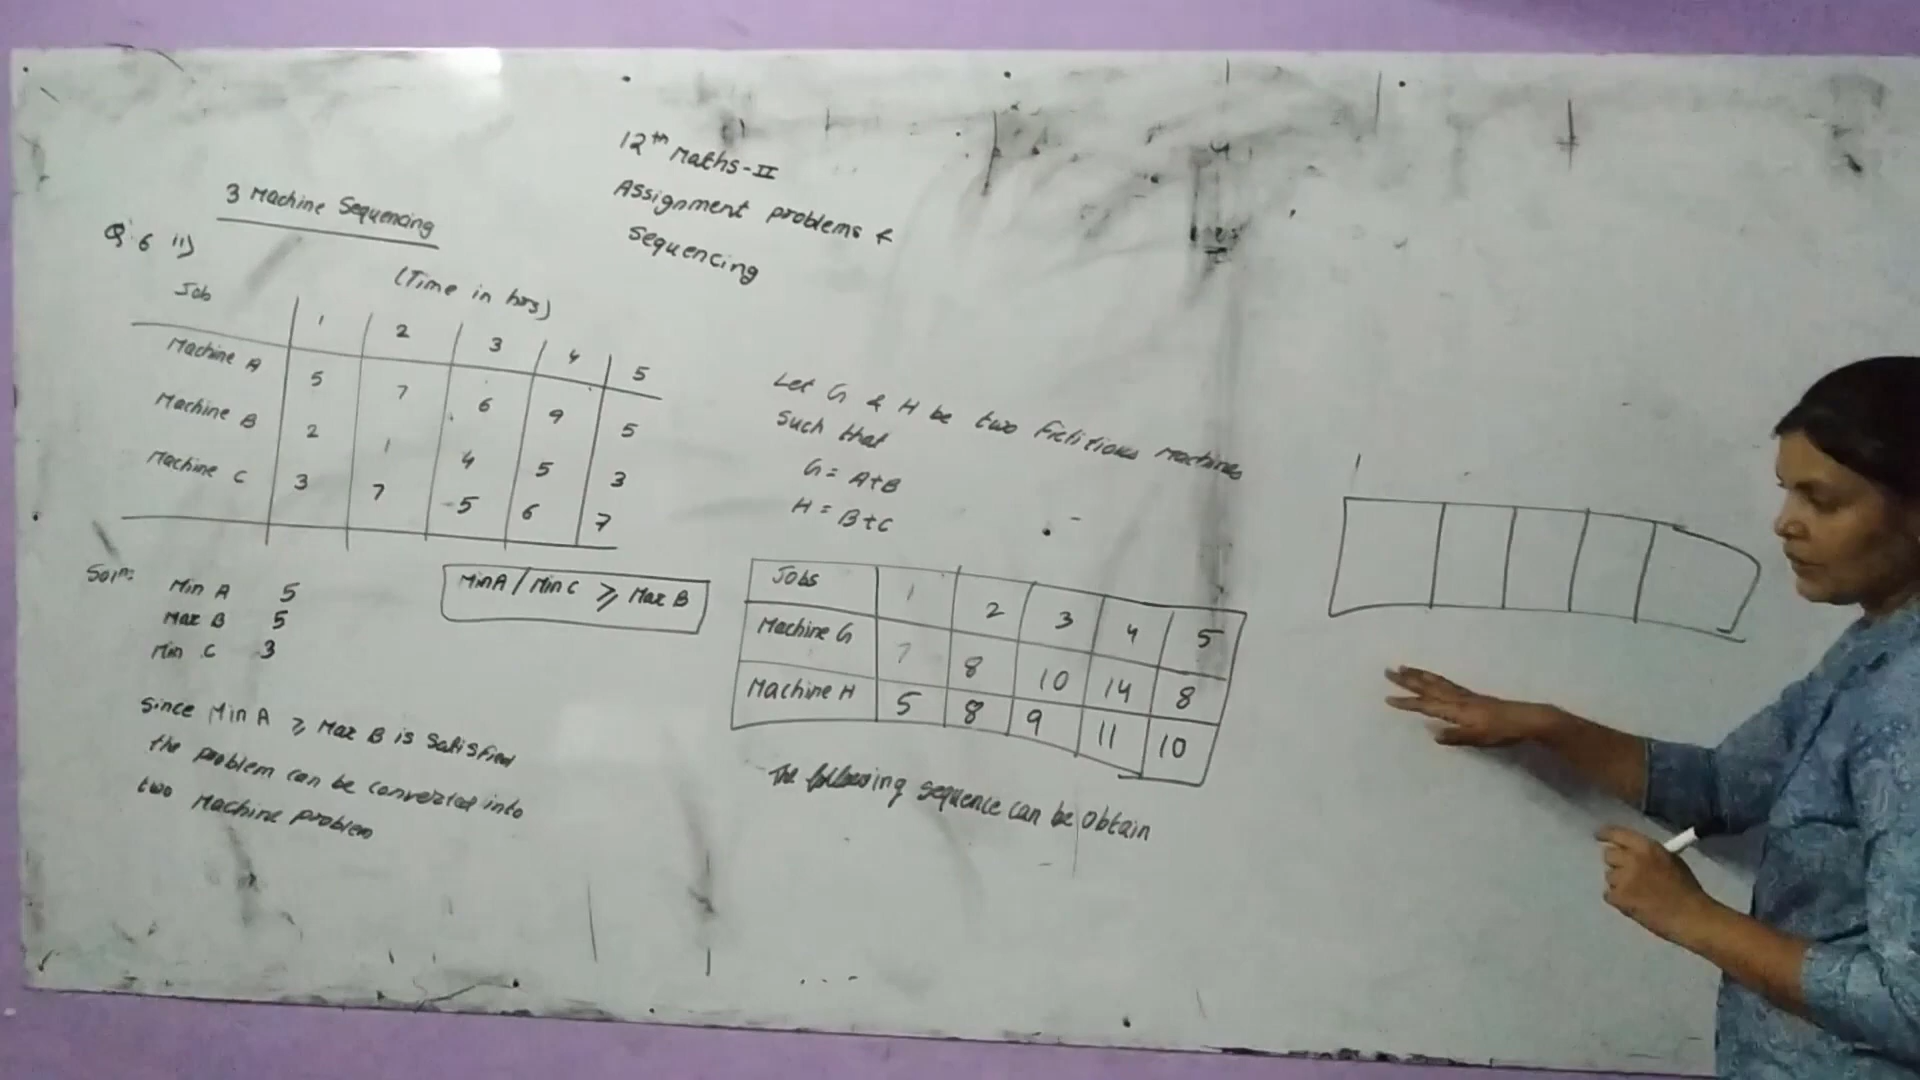 12th Maths-II
Assignment problems &
Sequencing
3 Machine Sequencing
Q.6 ii)
(Time in hrs)
Job 1 2 3 4 5
Machine A 5 7 6 9 5
Machine B 2 1 4 5 3
Machine C 3 7 5 6 7
Soln:
Min A 5
Max B 5
Min C 3
Min A / Min C ⩾ Max B
Since Min A ⩾ Max B is Satisfied
the problem can be converted into
two Machine problem
Let G & H be two Fictitious Machines
Such that
G = A+B
H = B+C
Jobs 1 2 3 4 5
Machine G 7 8 10 14 8
Machine H 5 8 9 11 10
The following sequence can be obtain